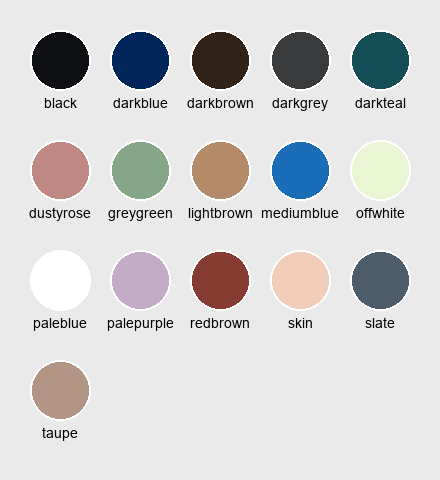 black darkblue darkbrown darkgrey darkteal
dustyrose greygreen lightbrown mediumblue offwhite
paleblue palepurple redbrown skin slate
taupe